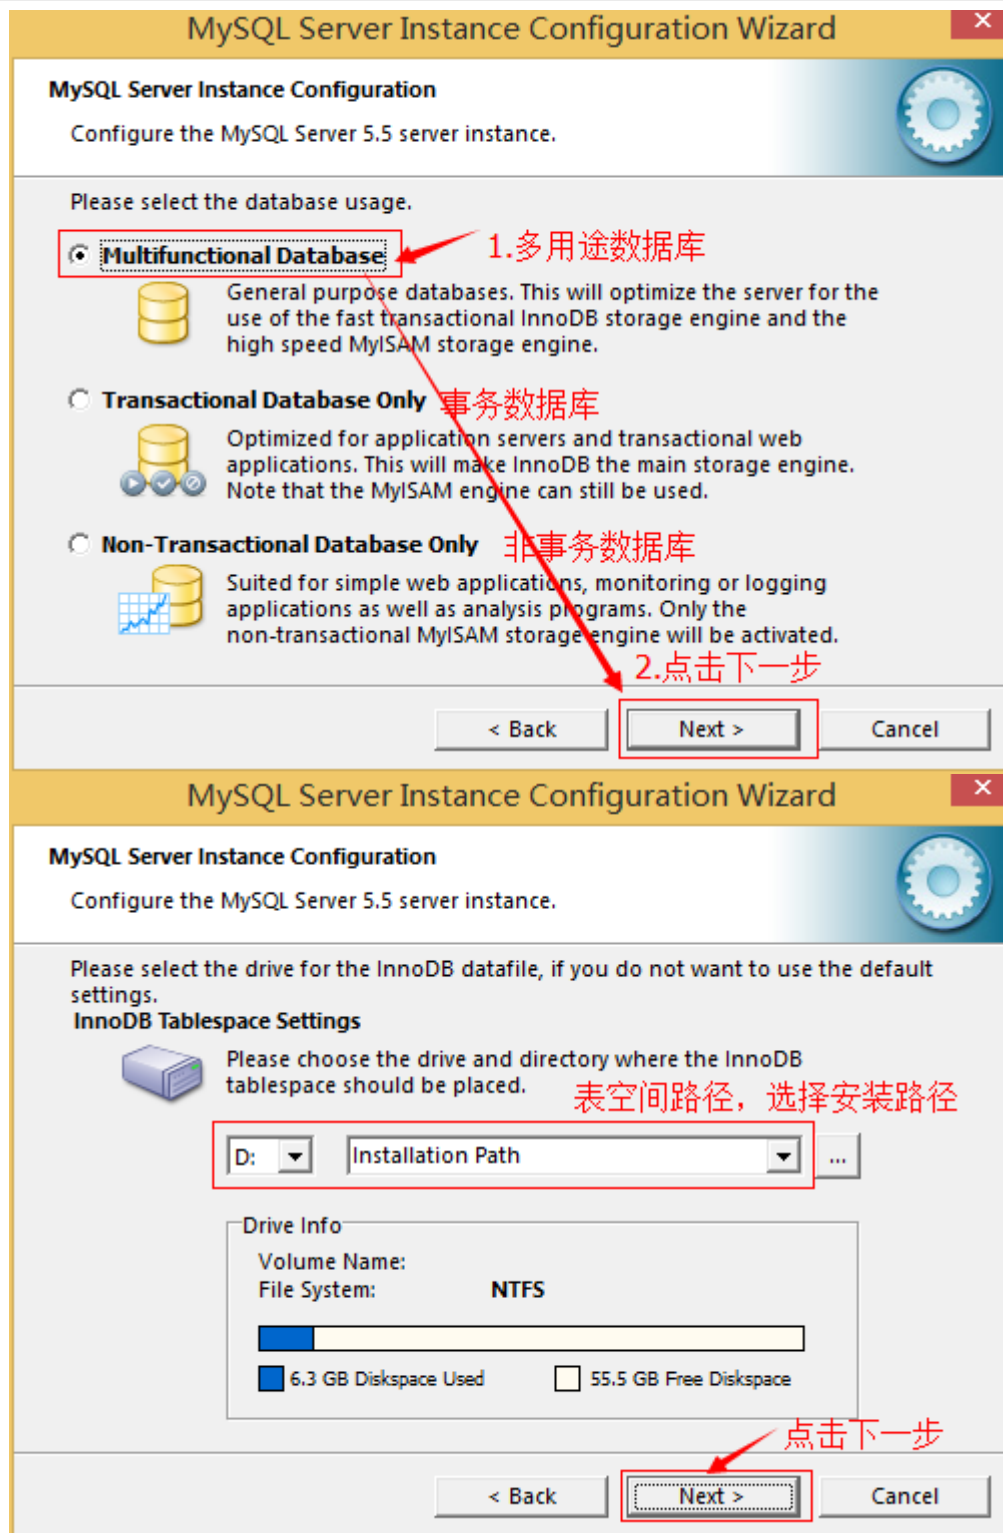 MySQL Server Instance Configuration Wizard
MySQL Server Instance Configuration
Configure the MySQL Server 5.5 server instance.
Please select the database usage.
Multifunctional Database
1.多用途数据库
General purpose databases. This will optimize the server for the
use of the fast transactional InnoDB storage engine and the
high speed MyISAM storage engine.
Transactional Database Only 事务数据库
Optimized for application servers and transactional web
applications. This will make InnoDB the main storage engine.
Note that the MyISAM engine can still be used.
Non-Transactional Database Only 非事务数据库
Suited for simple web applications, monitoring or logging
applications as well as analysis programs. Only the
non-transactional MyISAM storage engine will be activated.
2.点击下一步
< Back Next > Cancel
MySQL Server Instance Configuration Wizard
MySQL Server Instance Configuration
Configure the MySQL Server 5.5 server instance.
Please select the drive for the InnoDB datafile, if you do not want to use the default
settings.
InnoDB Tablespace Settings
Please choose the drive and directory where the InnoDB
tablespace should be placed.
表空间路径，选择安装路径
D: Installation Path ...
Drive Info
Volume Name:
File System: NTFS
6.3 GB Diskspace Used 55.5 GB Free Diskspace
点击下一步
< Back Next > Cancel